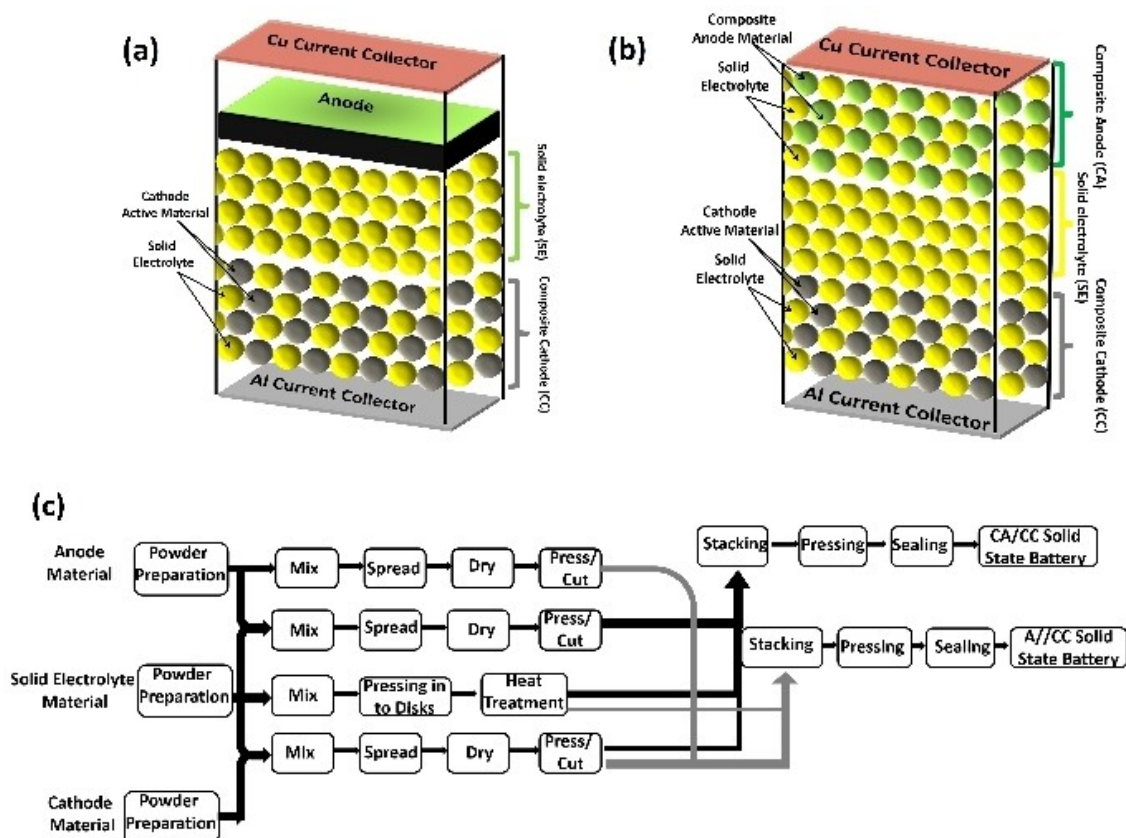 (a)
Cu Current Collector
Anode
Solid electrolyte (SE)
Cathode
Active Material
Solid
Electrolyte
Composite Cathode (CC)
Al Current Collector
(b)
Composite
Anode Material
Cu Current Collector
Solid
Electrolyte
Composite Anode (CA)
Cathode
Active Material
Solid electrolyte (SE)
Solid
Electrolyte
Composite Cathode (CC)
Al Current Collector
(c)
Anode
Material
Powder
Preparation
Mix
Spread
Dry
Press/
Cut
Stacking
Pressing
Sealing
CA/CC Solid
State Battery
Mix
Spread
Dry
Press/
Cut
Stacking
Pressing
Sealing
A//CC Solid
State Battery
Solid Electrolyte
Material
Powder
Preparation
Mix
Pressing in
to Disks
Heat
Treatment
Mix
Spread
Dry
Press/
Cut
Cathode
Material
Powder
Preparation